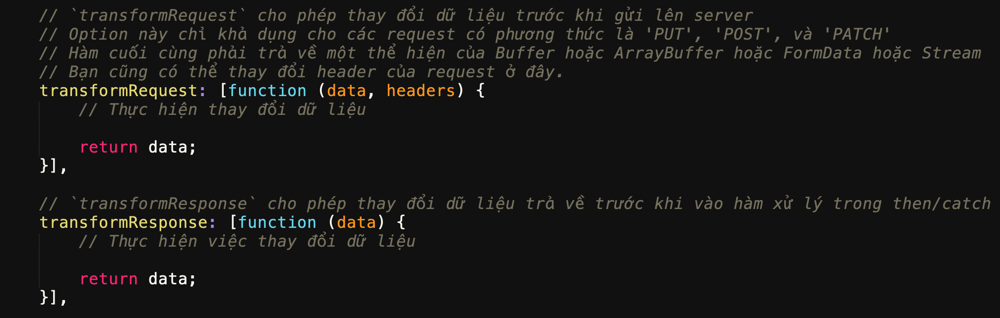 // `transformRequest` cho phép thay đổi dữ liệu trước khi gửi lên server
// Option này chỉ khả dụng cho các request có phương thức là 'PUT', 'POST', và 'PATCH'
// Hàm cuối cùng phải trả về một thể hiện của Buffer hoặc ArrayBuffer hoặc FormData hoặc Stream
// Bạn cũng có thể thay đổi header của request ở đây.
transformRequest: [function (data, headers) {
// Thực hiện thay đổi dữ liệu
return data;
}],
// `transformResponse` cho phép thay đổi dữ liệu trả về trước khi vào hàm xử lý trong then/catch
transformResponse: [function (data) {
// Thực hiện việc thay đổi dữ liệu
return data;
}],